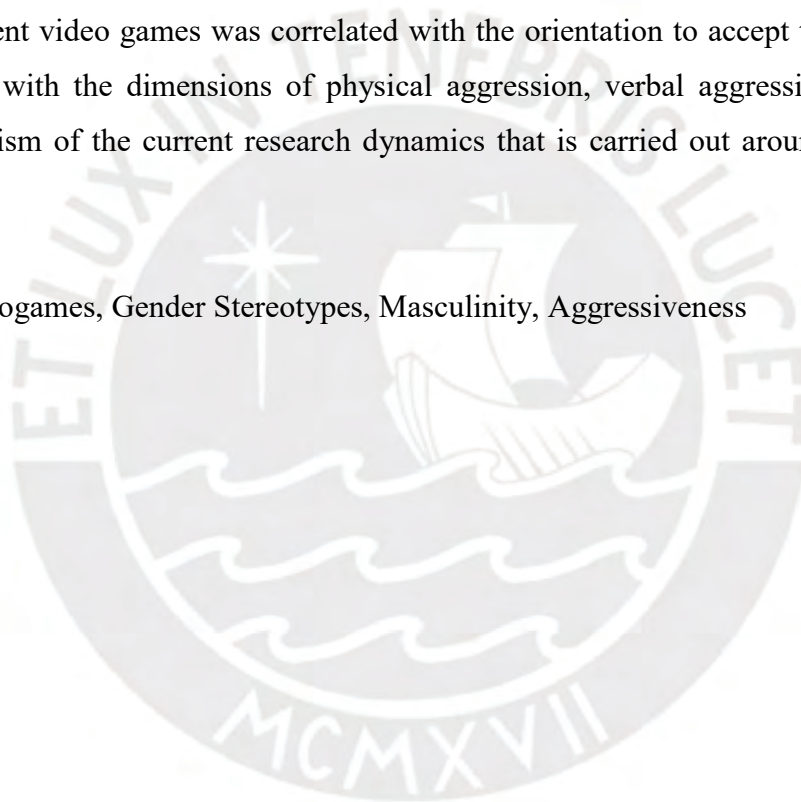 ent video games was correlated with the orientation to accept
with the dimensions of physical aggression, verbal
ism of the current research dynamics that is carried out
ogames, Gender Stereotypes, Masculinity, Aggressiveness
ET LUX IN TENEBRIS LUCET
MCMXVII